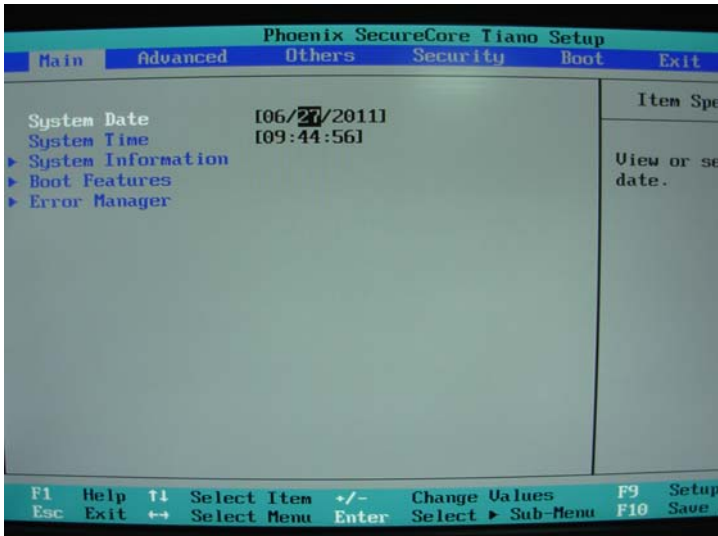 Phoenix SecureCore Tiano Setup
Main Advanced Others Security Boot Exit
Item Spe
System Date [06/27/2011]
System Time [09:44:56]
▶ System Information
▶ Boot Features
▶ Error Manager
View or se
date.
F1 Help ↑↓ Select Item +/- Change Values F9 Setup
Esc Exit ↔ Select Menu Enter Select ▶ Sub-Menu F10 Save